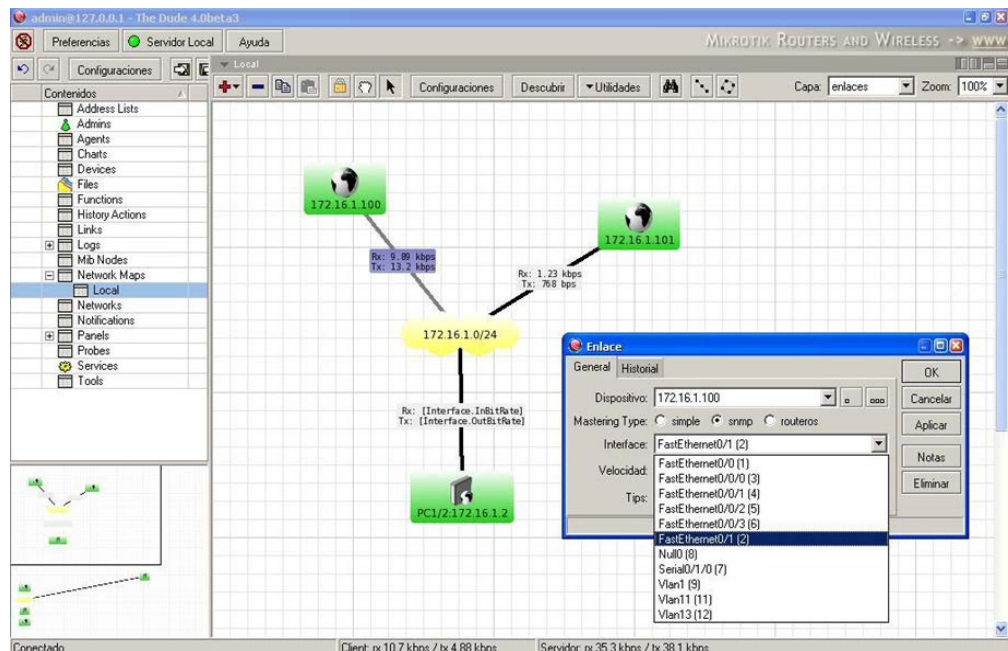 admin@127.0.0.1 - The Dude 4.0beta3
Preferencias
Servidor Local
Ayuda
MIKROTIK ROUTERS AND WIRELESS -> www
Configuraciones
Local
Configuraciones
Descubrir
Utilidades
Capa:
enlaces
Zoom:
100%
Contenidos
Address Lists
Admins
Agents
Charts
Devices
Files
Functions
History Actions
Links
Logs
Mib Nodes
Network Maps
Local
Networks
Notifications
Panels
Probes
Services
Tools
172.16.1.100
172.16.1.101
Rx: 9.89 kbps
Tx: 13.2 kbps
Rx: 1.23 kbps
Tx: 768 bps
172.16.1.0/24
Rx: [Interface.InBitRate]
Tx: [Interface.OutBitRate]
PC1/2:172.16.1.2
Enlace
General
Historial
Dispositivo:
172.16.1.100
Mastering Type:
simple
snmp
routeros
Interface:
FastEthernet0/1 (2)
Velocidad:
Tips:
FastEthernet0/0 (1)
FastEthernet0/0/0 (3)
FastEthernet0/0/1 (4)
FastEthernet0/0/2 (5)
FastEthernet0/0/3 (6)
FastEthernet0/1 (2)
Null0 (8)
Serial0/1/0 (7)
Vlan1 (9)
Vlan11 (11)
Vlan13 (12)
OK
Cancelar
Aplicar
Notas
Eliminar
Conectado
Client: rx 10.7 kbps / tx 4.88 kbps
Servidor: rx 35.3 kbps / tx 38.1 kbps